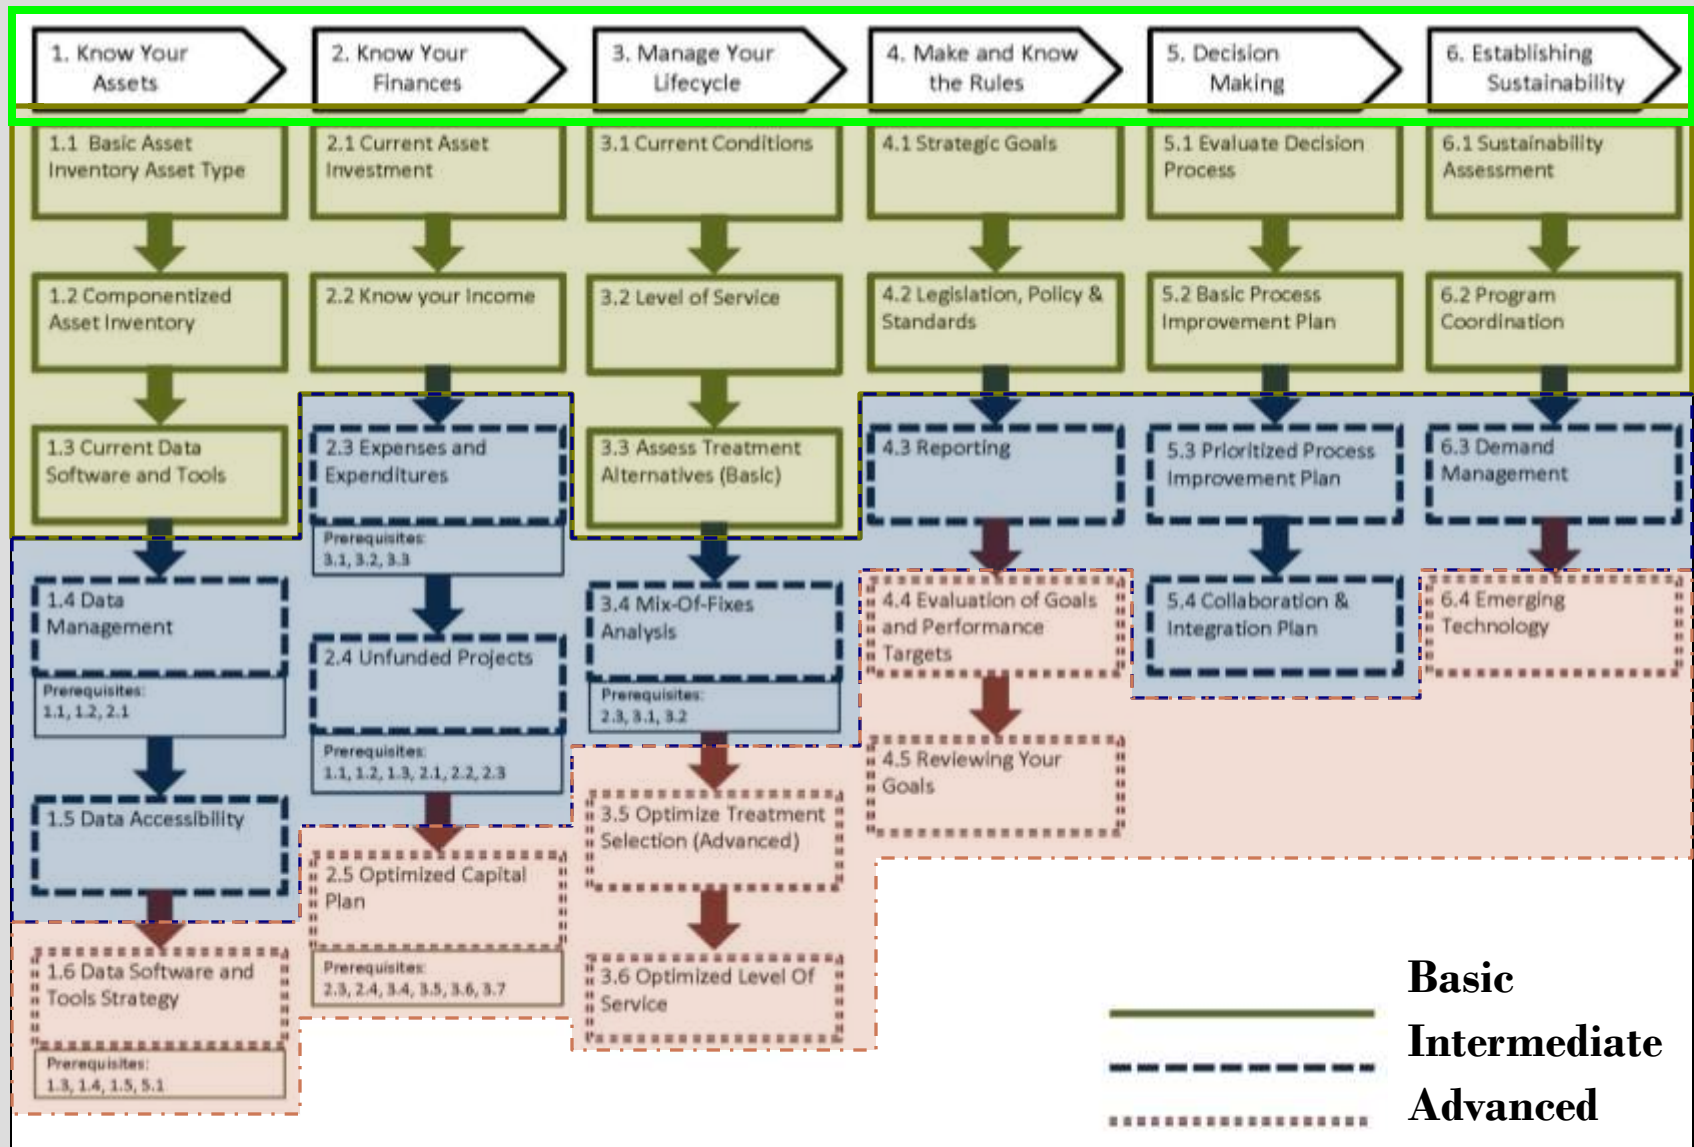 1. Know Your
Assets
2. Know Your
Finances
3. Manage Your
Lifecycle
4. Make and Know
the Rules
5. Decision
Making
6. Establishing
Sustainability
1.1 Basic Asset
Inventory Asset Type
2.1 Current Asset
Investment
3.1 Current Conditions
4.1 Strategic Goals
5.1 Evaluate Decision
Process
6.1 Sustainability
Assessment
1.2 Componentized
Asset Inventory
2.2 Know your Income
3.2 Level of Service
4.2 Legislation, Policy &
Standards
5.2 Basic Process
Improvement Plan
6.2 Program
Coordination
1.3 Current Data
Software and Tools
2.3 Expenses and
Expenditures
Prerequisites:
3.1, 3.2, 3.3
3.3 Assess Treatment
Alternatives (Basic)
4.3 Reporting
5.3 Prioritized Process
Improvement Plan
6.3 Demand
Management
1.4 Data
Management
Prerequisites:
1.1, 1.2, 2.1
2.4 Unfunded Projects
Prerequisites:
1.1, 1.2, 1.3, 2.1, 2.2, 2.3
3.4 Mix-Of-Fixes
Analysis
Prerequisites:
2.3, 3.1, 3.2
4.4 Evaluation of Goals
and Performance
Targets
5.4 Collaboration &
Integration Plan
6.4 Emerging
Technology
1.5 Data Accessibility
2.5 Optimized Capital
Plan
Prerequisites:
2.3, 2.4, 3.4, 3.5, 3.6, 3.7
3.5 Optimize Treatment
Selection (Advanced)
4.5 Reviewing Your
Goals
1.6 Data Software and
Tools Strategy
Prerequisites:
1.3, 1.4, 1.5, 5.1
3.6 Optimized Level Of
Service
Basic
Intermediate
Advanced